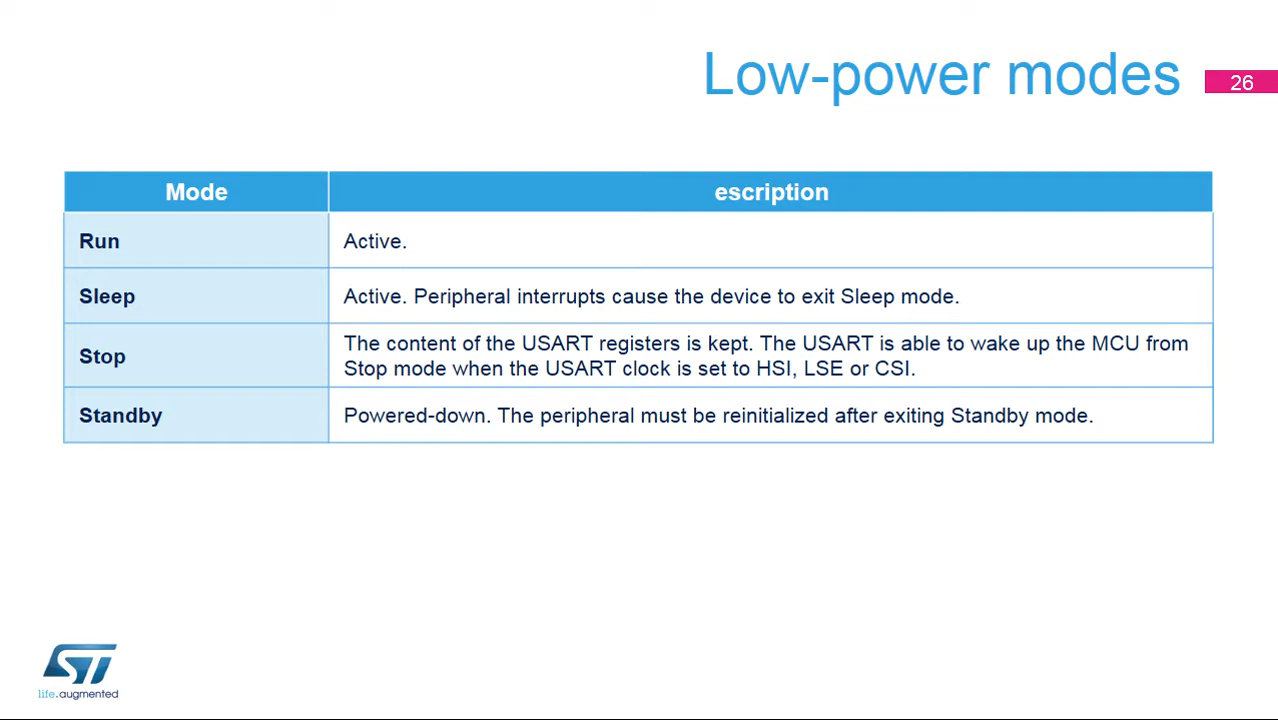 Low-power modes
26
Mode escription
Run Active.
Sleep Active. Peripheral interrupts cause the device to exit Sleep mode.
Stop The content of the USART registers is kept. The USART is able to wake up the MCU from
Stop mode when the USART clock is set to HSI, LSE or CSI.
Standby Powered-down. The peripheral must be reinitialized after exiting Standby mode.
ST
life.augmented